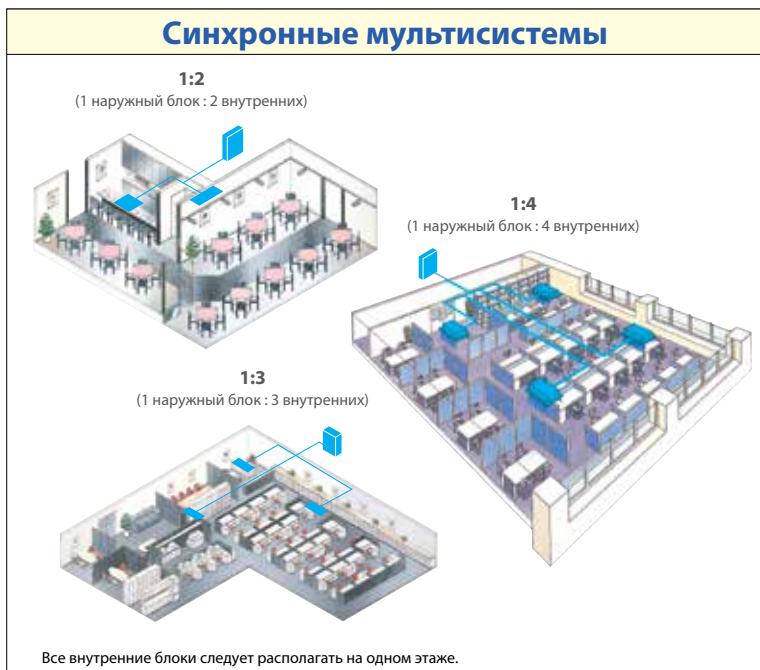 Синхронные мультисистемы
1:2
(1 наружный блок : 2 внутренних)
1:4
(1 наружный блок : 4 внутренних)
1:3
(1 наружный блок : 3 внутренних)
Все внутренние блоки следует располагать на одном этаже.